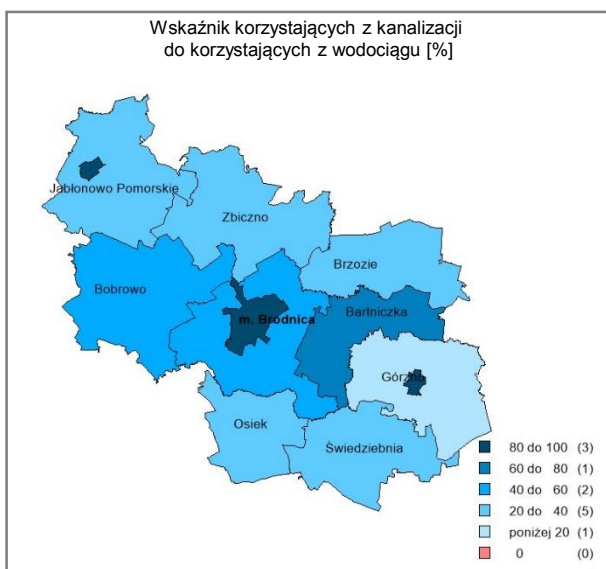 Wskaźnik korzystających z kanalizacji
do korzystających z wodociągu [%]
Jabłonowo Pomorskie
Zbiczno
Brzozie
Bobrowo
m. Brodnica
Bartniczka
Górzno
Osiek
Świedziebnia
80 do 100 (3)
60 do 80 (1)
40 do 60 (2)
20 do 40 (5)
poniżej 20 (1)
0 (0)